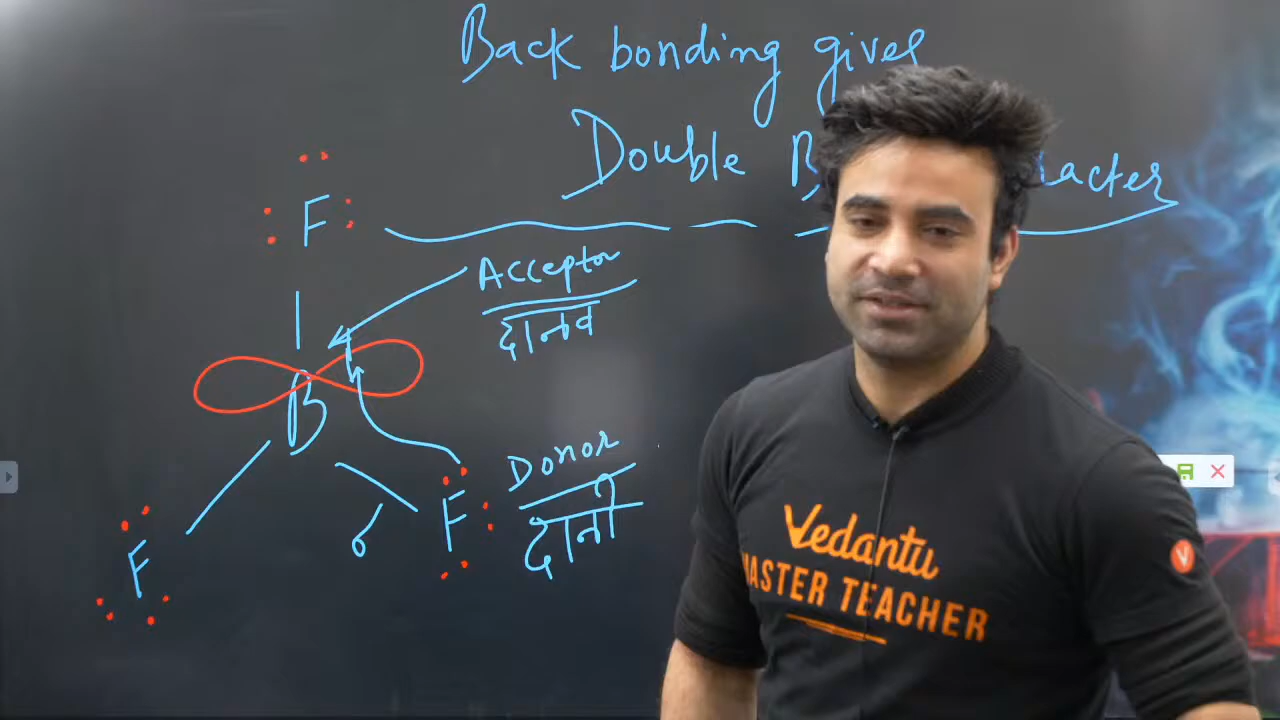 Back bonding gives
Double B acter
F
Acceptor
दानव
B
Donor
दानी
F
σ
F
Vedantu
MASTER TEACHER
V